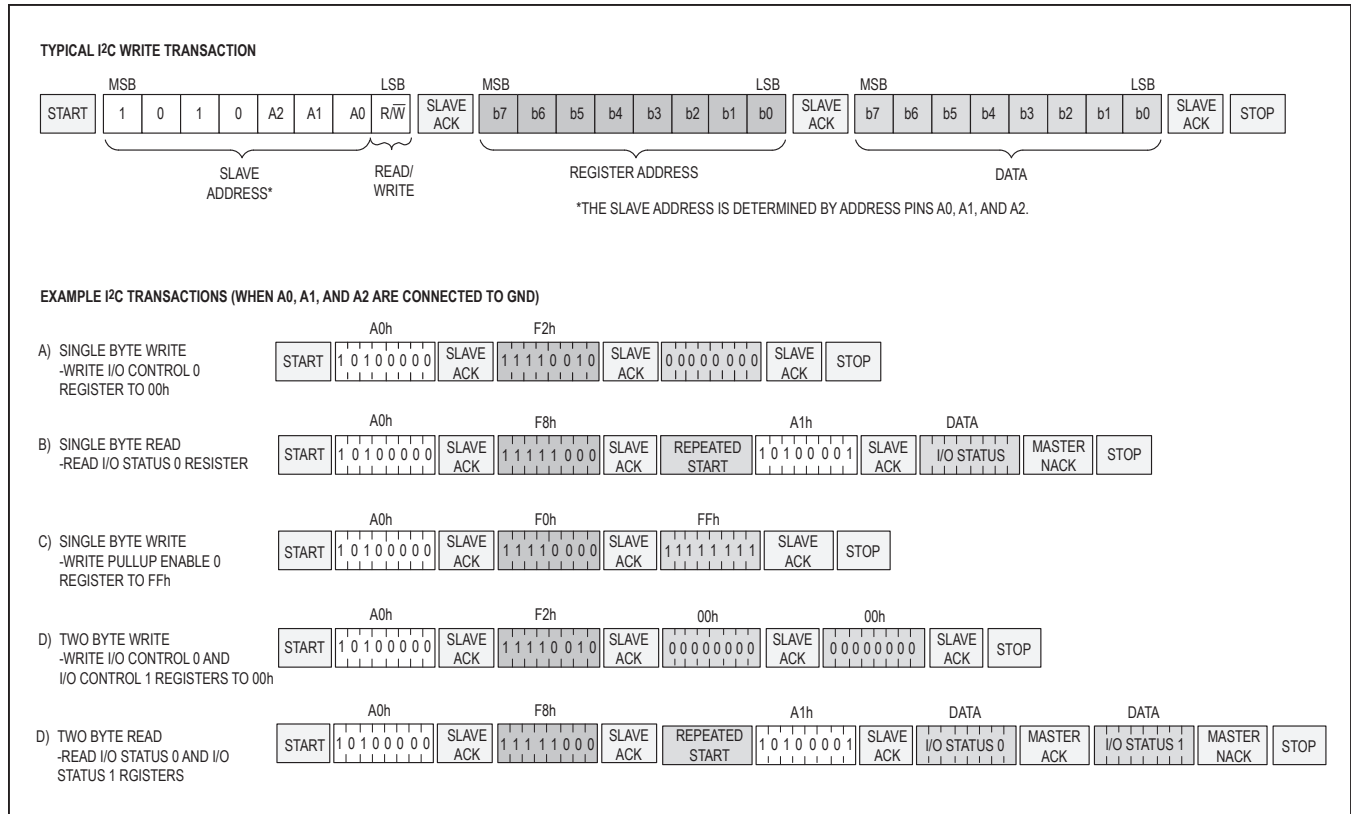 TYPICAL I2C WRITE TRANSACTION
MSB LSB MSB LSB MSB LSB
START 1 0 1 0 A2 A1 A0 R/W̅ SLAVE ACK b7 b6 b5 b4 b3 b2 b1 b0 SLAVE ACK b7 b6 b5 b4 b3 b2 b1 b0 SLAVE ACK STOP
SLAVE ADDRESS* READ/ WRITE REGISTER ADDRESS DATA
*THE SLAVE ADDRESS IS DETERMINED BY ADDRESS PINS A0, A1, AND A2.
EXAMPLE I2C TRANSACTIONS (WHEN A0, A1, AND A2 ARE CONNECTED TO GND)
A0h F2h
A) SINGLE BYTE WRITE
-WRITE I/O CONTROL 0
REGISTER TO 00h
START 1 0 1 0 0 0 0 0 SLAVE ACK 1 1 1 1 0 0 1 0 SLAVE ACK 0 0 0 0 0 0 0 0 SLAVE ACK STOP
A0h F8h A1h DATA
B) SINGLE BYTE READ
-READ I/O STATUS 0 RESISTER
START 1 0 1 0 0 0 0 0 SLAVE ACK 1 1 1 1 1 0 0 0 SLAVE ACK REPEATED START 1 0 1 0 0 0 0 1 SLAVE ACK I/O STATUS MASTER NACK STOP
A0h F0h FFh
C) SINGLE BYTE WRITE
-WRITE PULLUP ENABLE 0
REGISTER TO FFh
START 1 0 1 0 0 0 0 0 SLAVE ACK 1 1 1 1 0 0 0 0 SLAVE ACK 1 1 1 1 1 1 1 1 SLAVE ACK STOP
A0h F2h 00h 00h
D) TWO BYTE WRITE
-WRITE I/O CONTROL 0 AND
I/O CONTROL 1 REGISTERS TO 00h
START 1 0 1 0 0 0 0 0 SLAVE ACK 1 1 1 1 0 0 1 0 SLAVE ACK 0 0 0 0 0 0 0 0 SLAVE ACK 0 0 0 0 0 0 0 0 SLAVE ACK STOP
A0h F8h A1h DATA DATA
D) TWO BYTE READ
-READ I/O STATUS 0 AND I/O
STATUS 1 RGISTERS
START 1 0 1 0 0 0 0 0 SLAVE ACK 1 1 1 1 1 0 0 0 SLAVE ACK REPEATED START 1 0 1 0 0 0 0 1 SLAVE ACK I/O STATUS 0 MASTER ACK I/O STATUS 1 MASTER NACK STOP